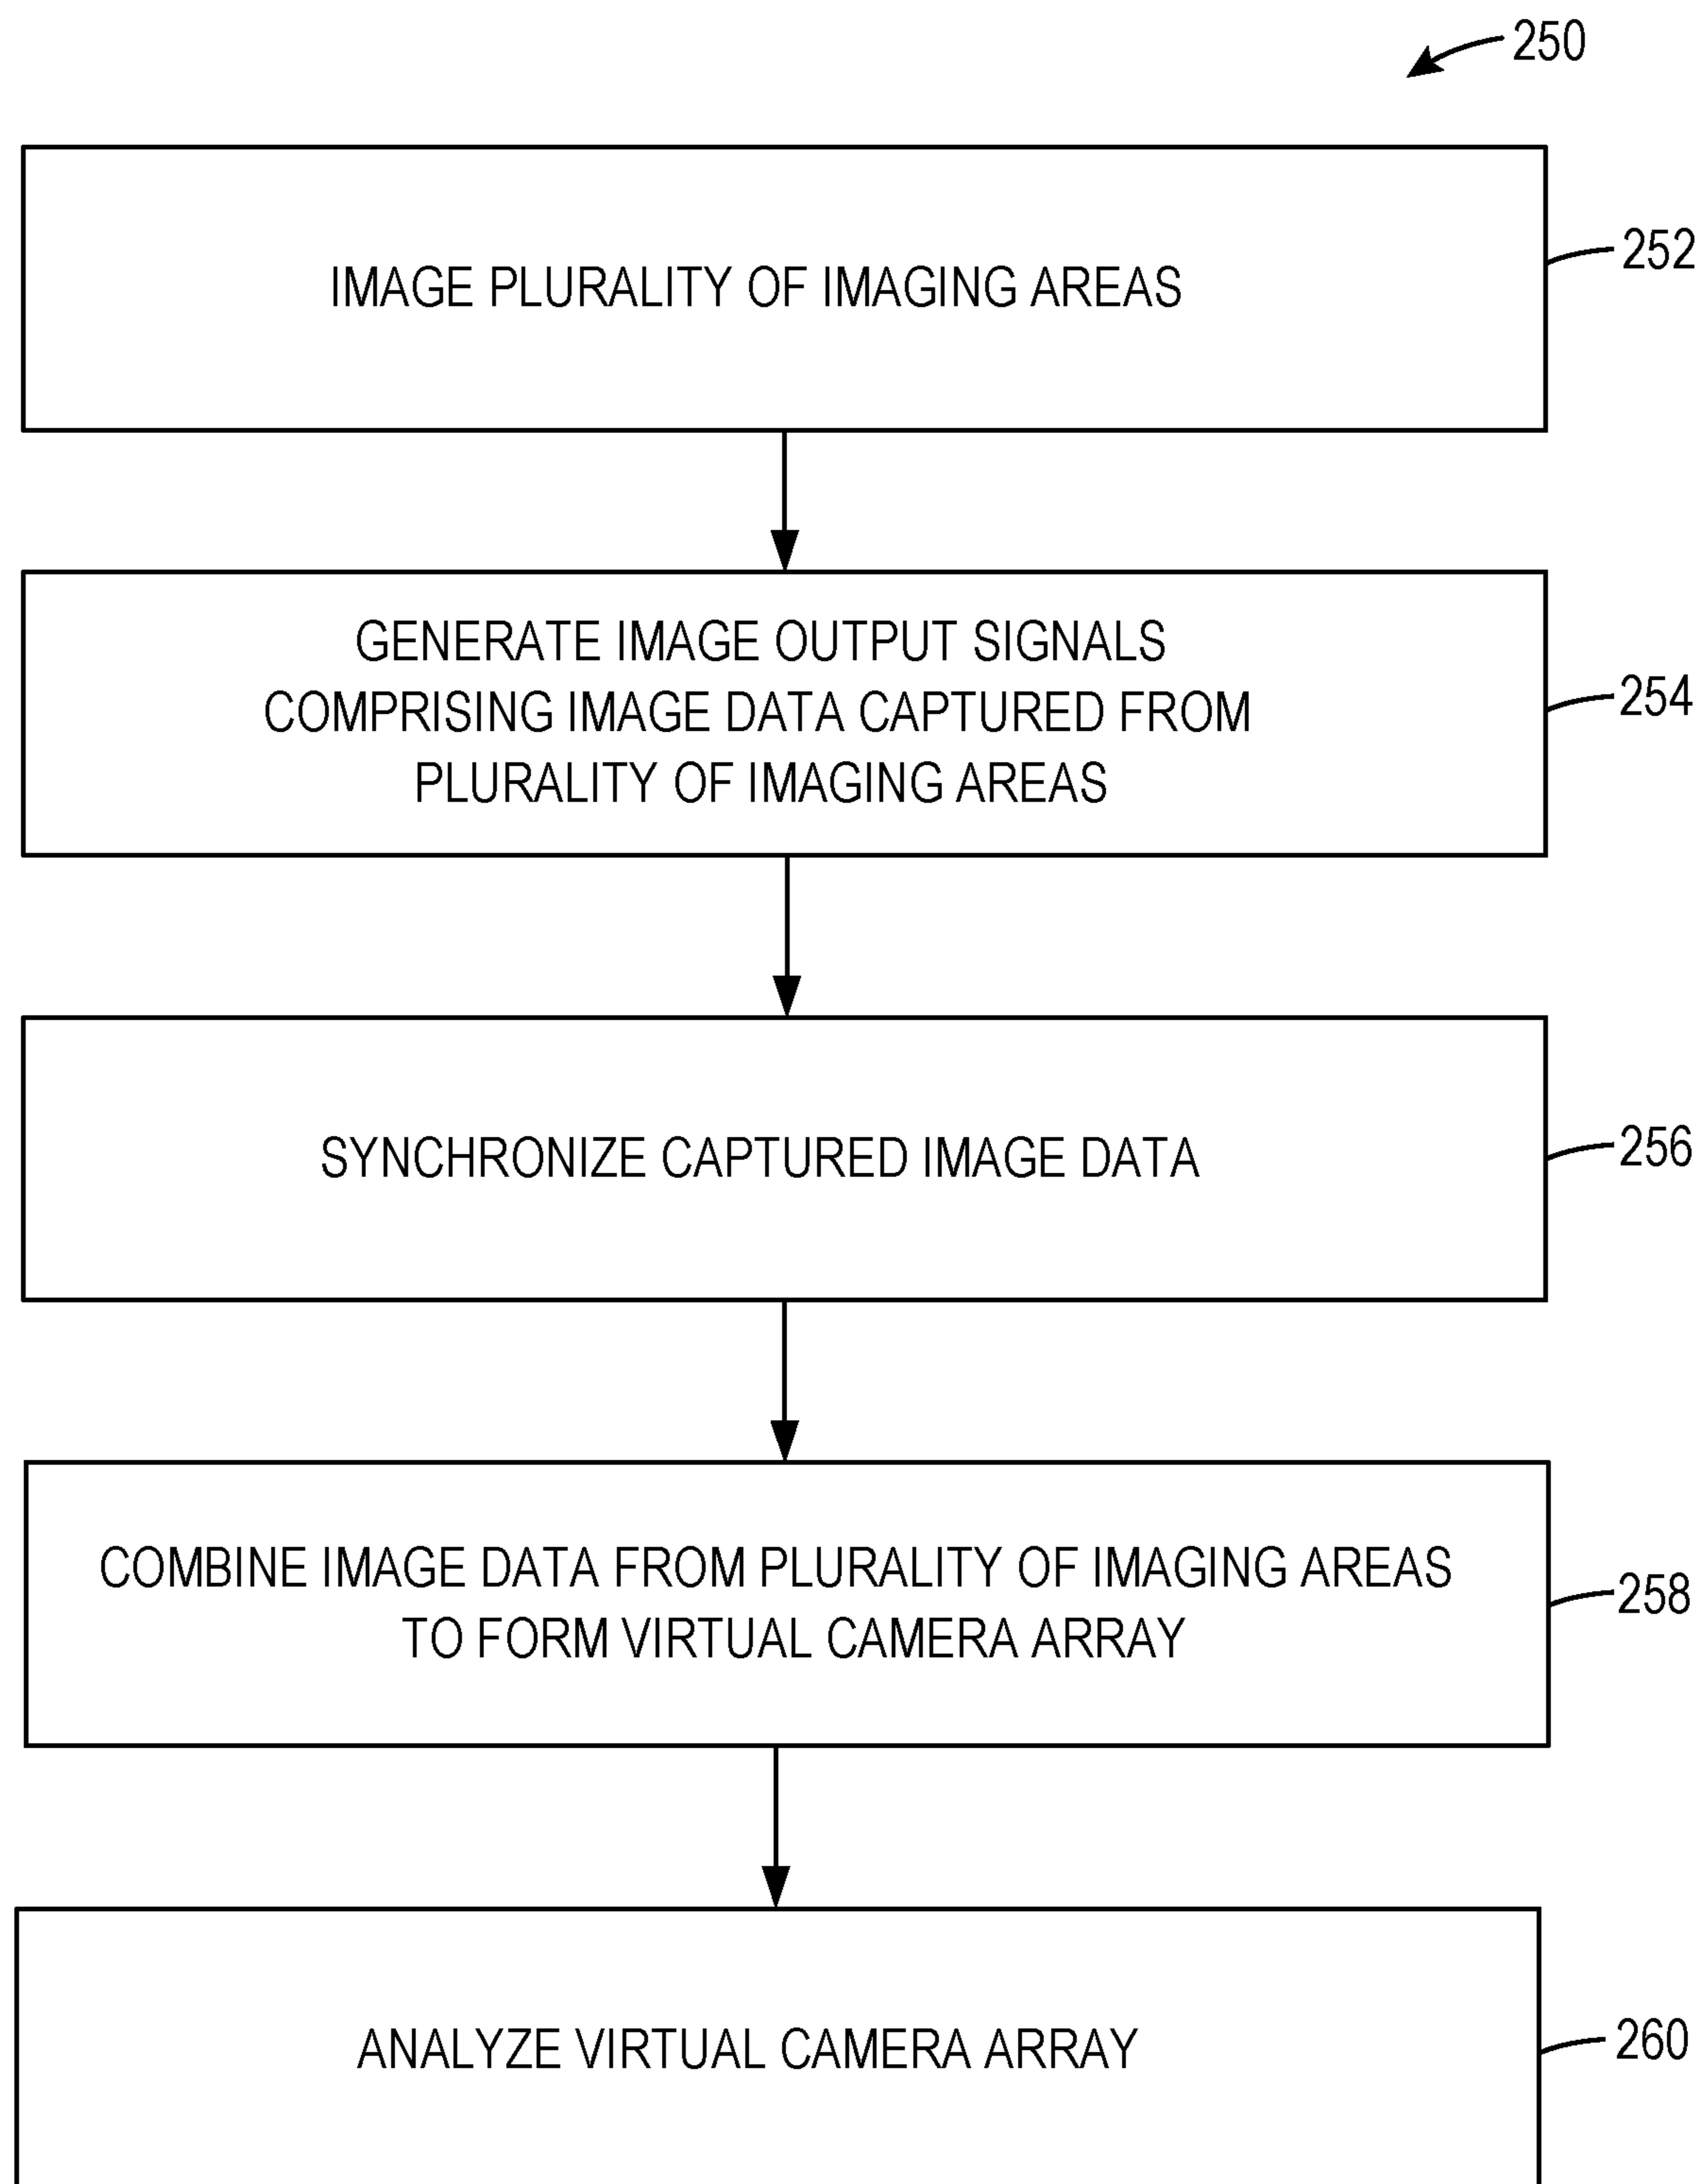 250
IMAGE PLURALITY OF IMAGING AREAS
252
GENERATE IMAGE OUTPUT SIGNALS
COMPRISING IMAGE DATA CAPTURED FROM
PLURALITY OF IMAGING AREAS
254
SYNCHRONIZE CAPTURED IMAGE DATA
256
COMBINE IMAGE DATA FROM PLURALITY OF IMAGING AREAS
TO FORM VIRTUAL CAMERA ARRAY
258
ANALYZE VIRTUAL CAMERA ARRAY
260